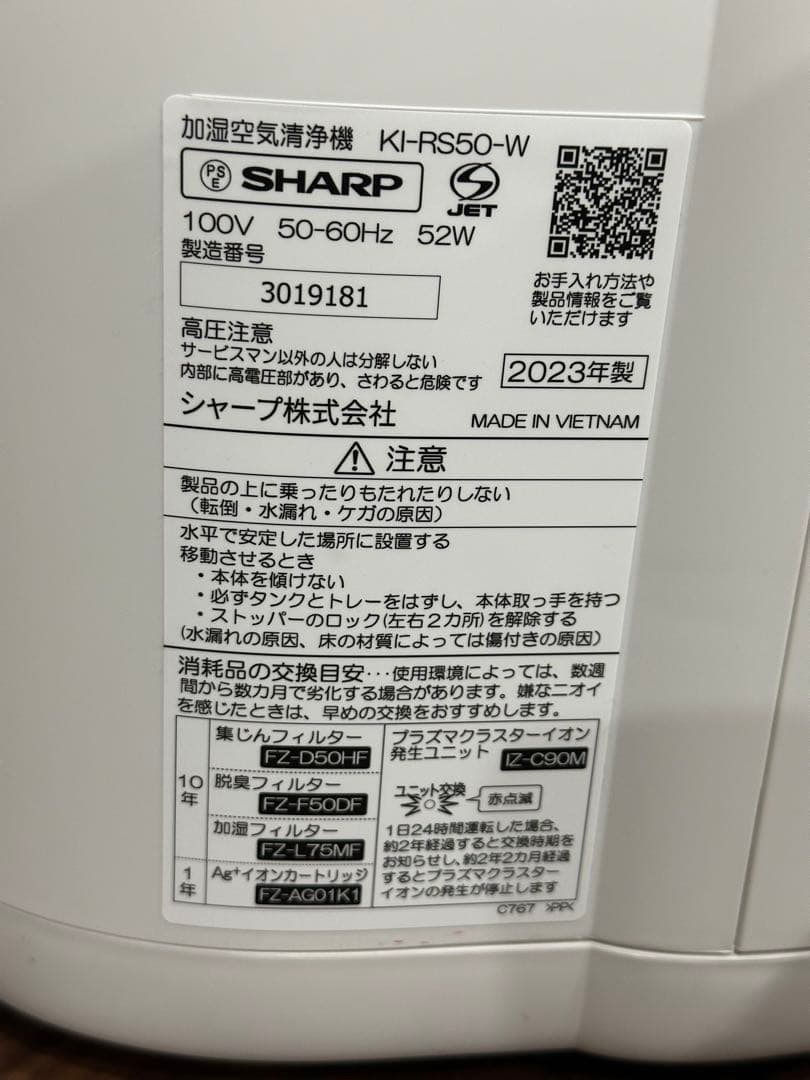 加湿空気清浄機 KI-RS50-W
PS E SHARP
JET
100V 50-60Hz 52W
製造番号
3019181
お手入れ方法や
製品情報をご覧
いただけます
高圧注意
サービスマン以外の人は分解しない
内部に高電圧部があり、さわると危険です
2023年製
シャープ株式会社
MADE IN VIETNAM
注意
製品の上に乗ったりもたれたりしない
（転倒・水漏れ・ケガの原因）
水平で安定した場所に設置する
移動させるとき
・本体を傾けない
・必ずタンクとトレーをはずし、本体取っ手を持つ
・ストッパーのロック(左右２カ所)を解除する
(水漏れの原因、床の材質によっては傷付きの原因)
消耗品の交換目安･･･使用環境によっては、数週
間から数カ月で劣化する場合があります。嫌なニオイ
を感じたときは、早めの交換をおすすめします。
10年
集じんフィルター
FZ-D50HF
脱臭フィルター
FZ-F50DF
加湿フィルター
FZ-L75MF
1年
Ag⁺イオンカートリッジ
FZ-AG01K1
プラズマクラスターイオン
発生ユニット IZ-C90M
ユニット交換
赤点滅
1日24時間運転した場合、
約2年経過すると交換時期を
お知らせし、約2年2カ月経過
するとプラズマクラスター
イオンの発生が停止します
C767 >PP<